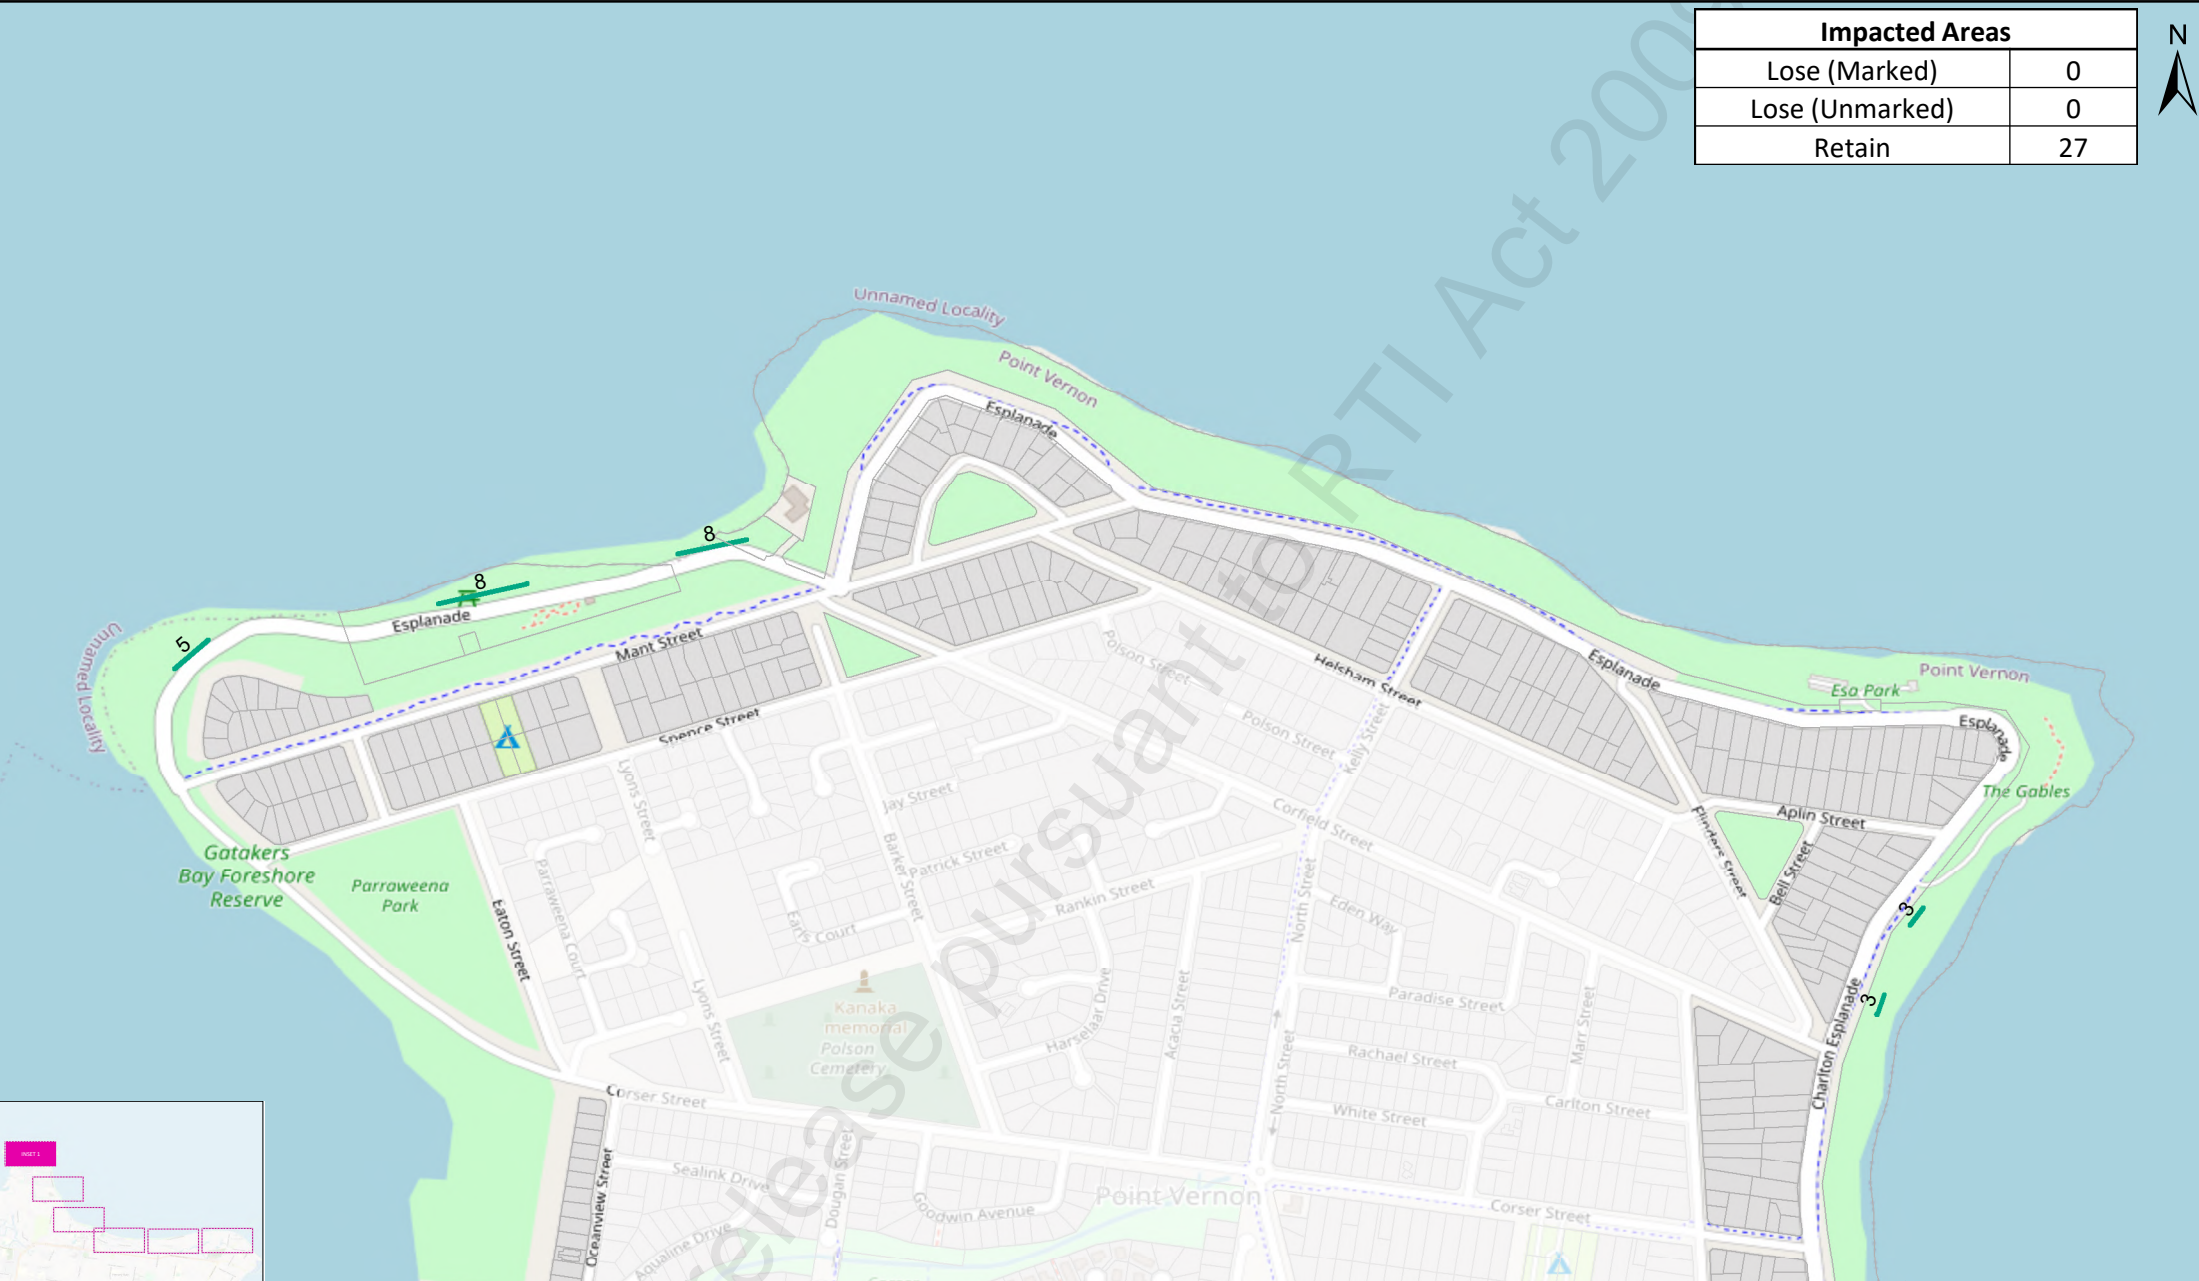 Impacted Areas
Lose (Marked) 0
Lose (Unmarked) 0
Retain 27
N
Unnamed Locality
Point Vernon
Esplanade
8
8
Esplanade
5
Unnamed Locality
Mant Street
Polson Street
Helsham Street
Esplanade
Point Vernon
Esa Park
Esplanade
The Gables
Spence Street
Polson Street
Kelly Street
Lyons Street
Jay Street
Corfield Street
Flinders Street
Aplin Street
Gatakers
Bay Foreshore
Reserve
Parraweena
Park
Eaton Street
Parraweena Court
Barker Street
Patrick Street
Earls Court
Rankin Street
North Street
Eden Way
Bell Street
3
3
Lyons Street
Kanaka
memorial
Polson
Cemetery
Harselaar Drive
Acacia Street
North Street
Paradise Street
Marr Street
Rachael Street
Charlton Esplanade
White Street
Carlton Street
Corser Street
INSET 1
Oceanview Street
Sealink Drive
Dougan Street
Goodwin Avenue
Point Vernon
Corser Street
Aqualine Drive
elease pursuant to RTI Act 2009